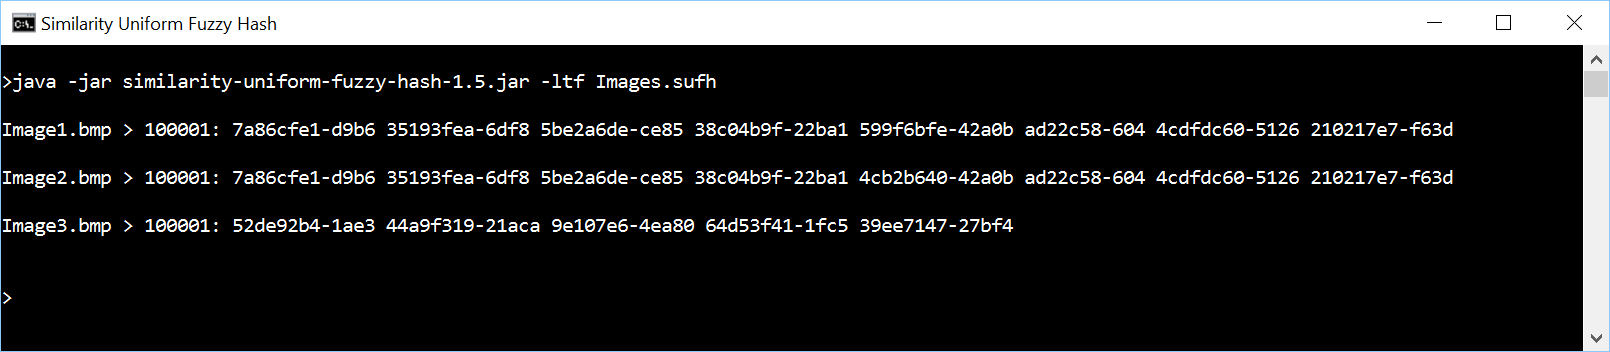 Similarity Uniform Fuzzy Hash
>java -jar similarity-uniform-fuzzy-hash-1.5.jar -ltf Images.sufh
Image1.bmp > 100001: 7a86cfe1-d9b6 35193fea-6df8 5be2a6de-ce85 38c04b9f-22ba1 599f6bfe-42a0b ad22c58-604 4cdfdc60-5126 210217e7-f63d
Image2.bmp > 100001: 7a86cfe1-d9b6 35193fea-6df8 5be2a6de-ce85 38c04b9f-22ba1 4cb2b640-42a0b ad22c58-604 4cdfdc60-5126 210217e7-f63d
Image3.bmp > 100001: 52de92b4-1ae3 44a9f319-21aca 9e107e6-4ea80 64d53f41-1fc5 39ee7147-27bf4
>